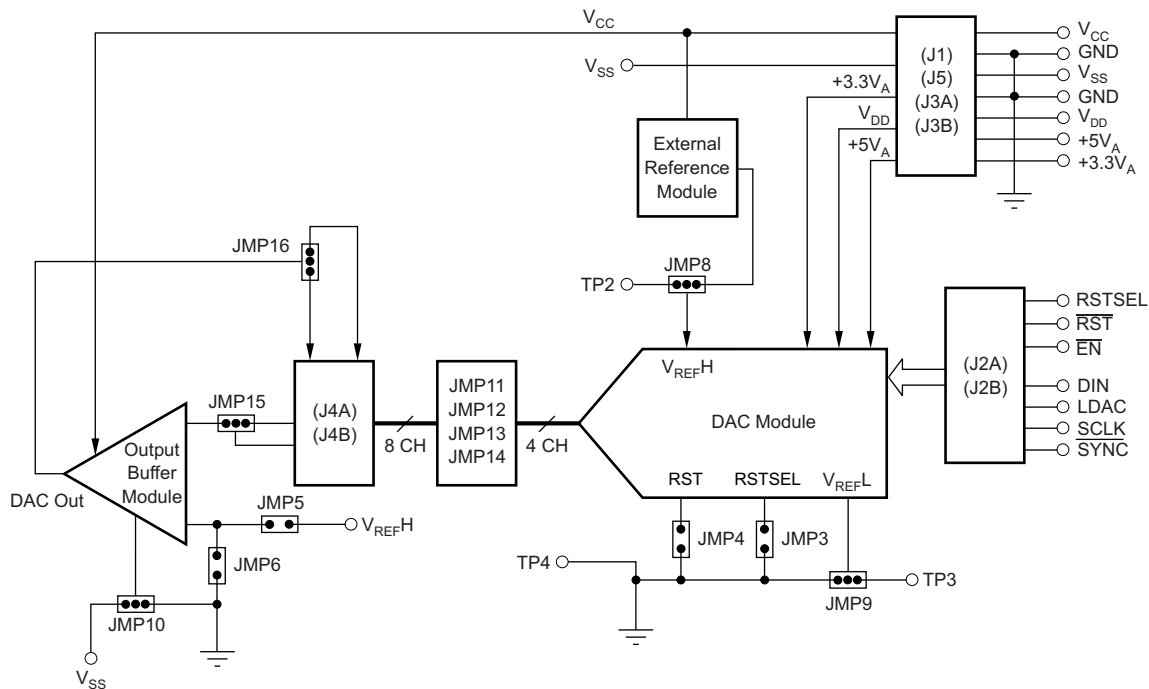 VCC
VSS
+3.3VA
VDD
+5VA
(J1)
(J5)
(J3A)
(J3B)
VCC
GND
VSS
GND
VDD
+5VA
+3.3VA
External
Reference
Module
JMP16
TP2
JMP8
RSTSEL
RST
EN
DIN
LDAC
SCLK
SYNC
(J2A)
(J2B)
VREFH
DAC Module
RST
RSTSEL
VREFL
JMP11
JMP12
JMP13
JMP14
8 CH
4 CH
(J4A)
(J4B)
JMP15
Output
Buffer
Module
DAC Out
JMP5
VREFH
JMP6
JMP10
VSS
JMP4
JMP3
TP4
JMP9
TP3